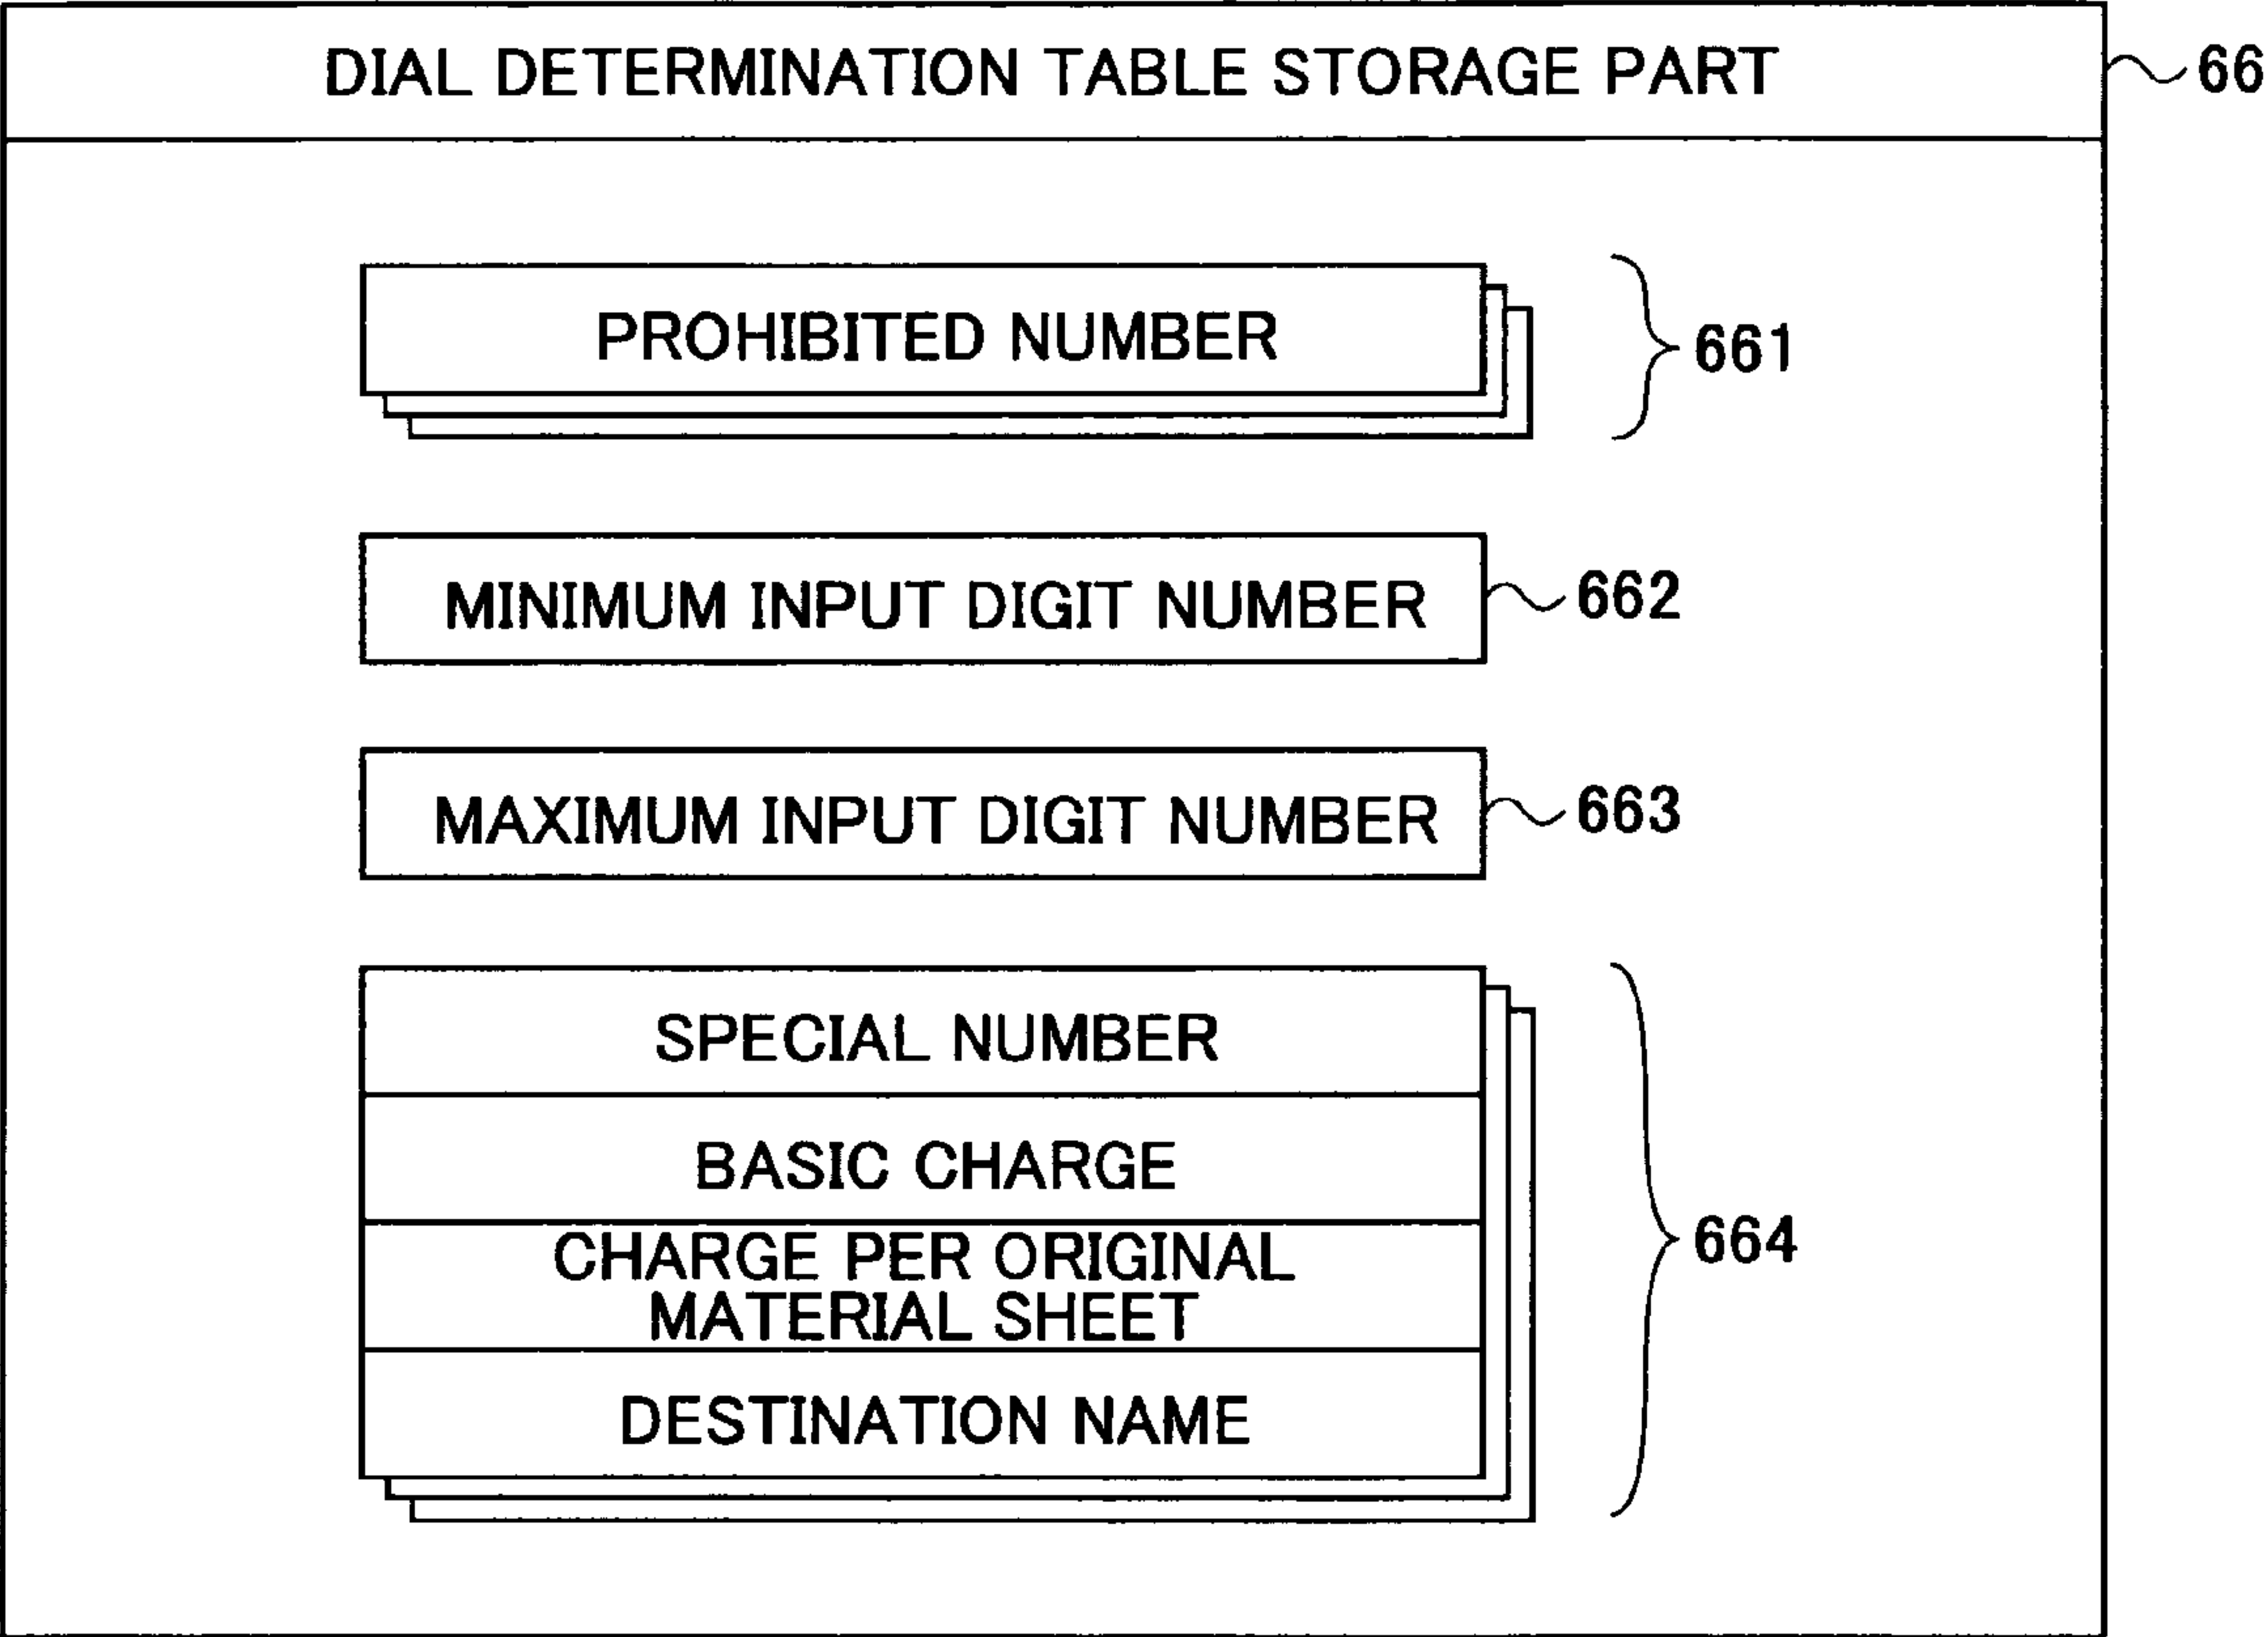 DIAL DETERMINATION TABLE STORAGE PART 66
PROHIBITED NUMBER 661
MINIMUM INPUT DIGIT NUMBER 662
MAXIMUM INPUT DIGIT NUMBER 663
SPECIAL NUMBER
BASIC CHARGE
CHARGE PER ORIGINAL
MATERIAL SHEET
664
DESTINATION NAME